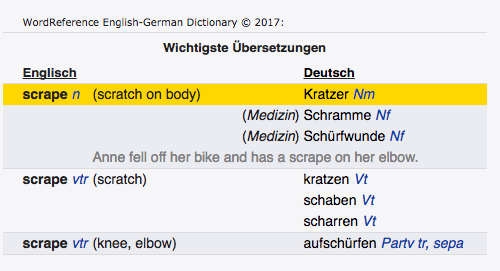 WordReference English-German Dictionary © 2017:
Wichtigste Übersetzungen
Englisch Deutsch
scrape n (scratch on body) Kratzer Nm
(Medizin) Schramme Nf
(Medizin) Schürfwunde Nf
Anne fell off her bike and has a scrape on her elbow.
scrape vtr (scratch) kratzen Vt
schaben Vt
scharren Vt
scrape vtr (knee, elbow) aufschürfen Partv tr, sepa